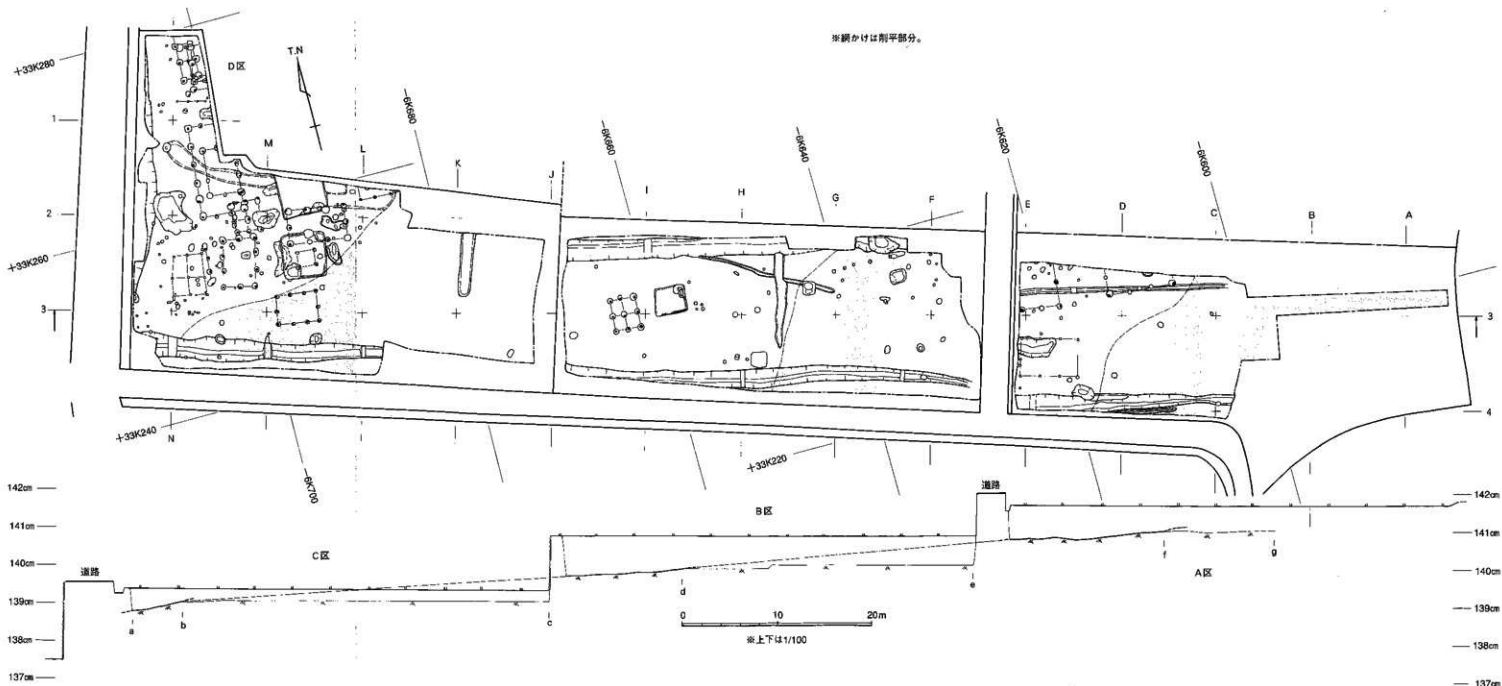 ※網かけは削平部分。
T.N
D区
+33K280
-6K680
-6K660
-6K640
-6K620
-6K600
1
M
L
K
J
I
H
G
F
E
D
C
B
A
2
+33K260
3
3
4
+33K240
N
-6K700
+33K220
142cm
道路
142cm
141cm
B区
141cm
140cm
道路
C区
140cm
139cm
a
b
c
d
e
f
g
A区
139cm
0
10
20m
138cm
※上下は1/100
138cm
137cm
137cm